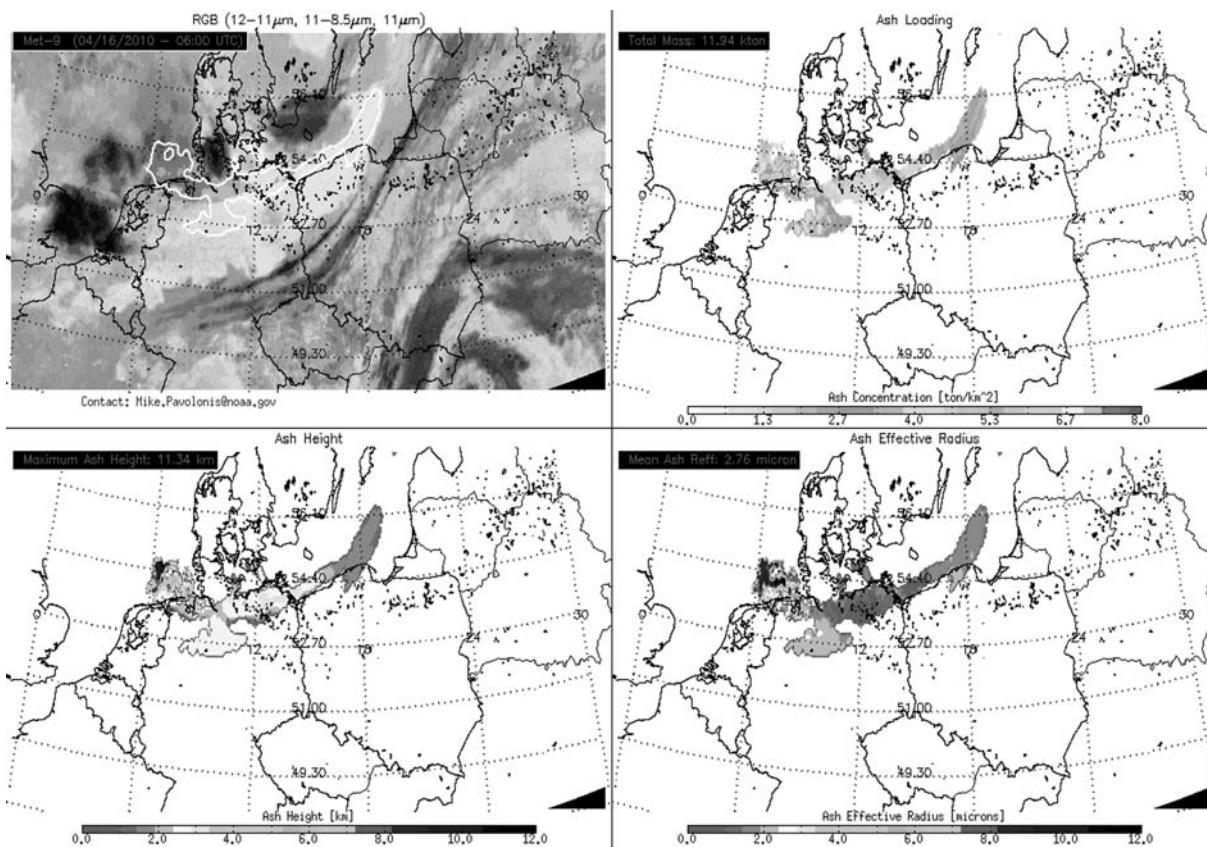 RGB (12−11μm, 11−8.5μm, 11μm)
Met−9 (04/16/2010 − 06:00 UTC)
56.10
54.40
52.70
51.00
49.30
0
12
18
24
30
Contact: Mike.Pavolonis@noaa.gov
Ash Loading
Total Mass: 11.94 kton
56.10
54.40
52.70
51.00
49.30
0
12
18
24
30
Ash Concentration [ton/km^2]
0.0 1.3 2.7 4.0 5.3 6.7 8.0
Ash Height
Maximum Ash Height: 11.34 km
56.10
54.40
52.70
51.00
49.30
0
12
18
24
30
Ash Height [km]
0.0 2.0 4.0 6.0 8.0 10.0 12.0
Ash Effective Radius
Mean Ash Reff: 2.76 micron
56.10
54.40
52.70
51.00
49.30
0
12
18
24
30
Ash Effective Radius [microns]
0.0 2.0 4.0 6.0 8.0 10.0 12.0